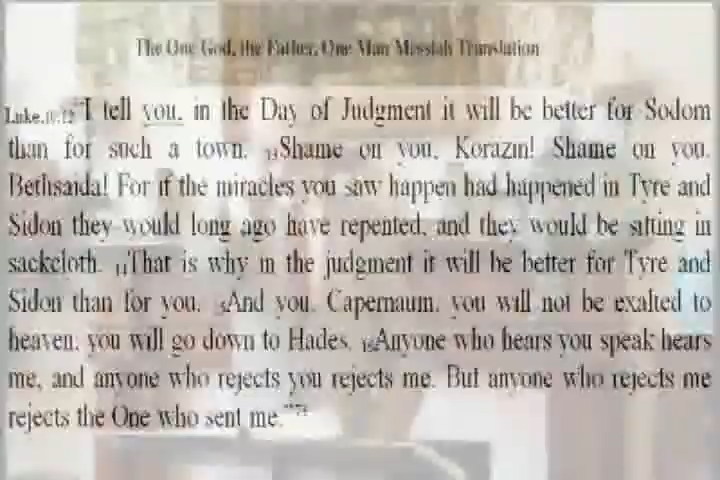 The One God, the Father, One Man Messiah Translation
Luke.10:12 "I tell you, in the Day of Judgment it will be better for Sodom
than for such a town. 13Shame on you, Korazin! Shame on you,
Bethsaida! For if the miracles you saw happen had happened in Tyre and
Sidon they would long ago have repented, and they would be sitting in
sackcloth. 14That is why in the judgment it will be better for Tyre and
Sidon than for you. 15And you, Capernaum, you will not be exalted to
heaven; you will go down to Hades. 16Anyone who hears you speak hears
me, and anyone who rejects you rejects me. But anyone who rejects me
rejects the One who sent me."